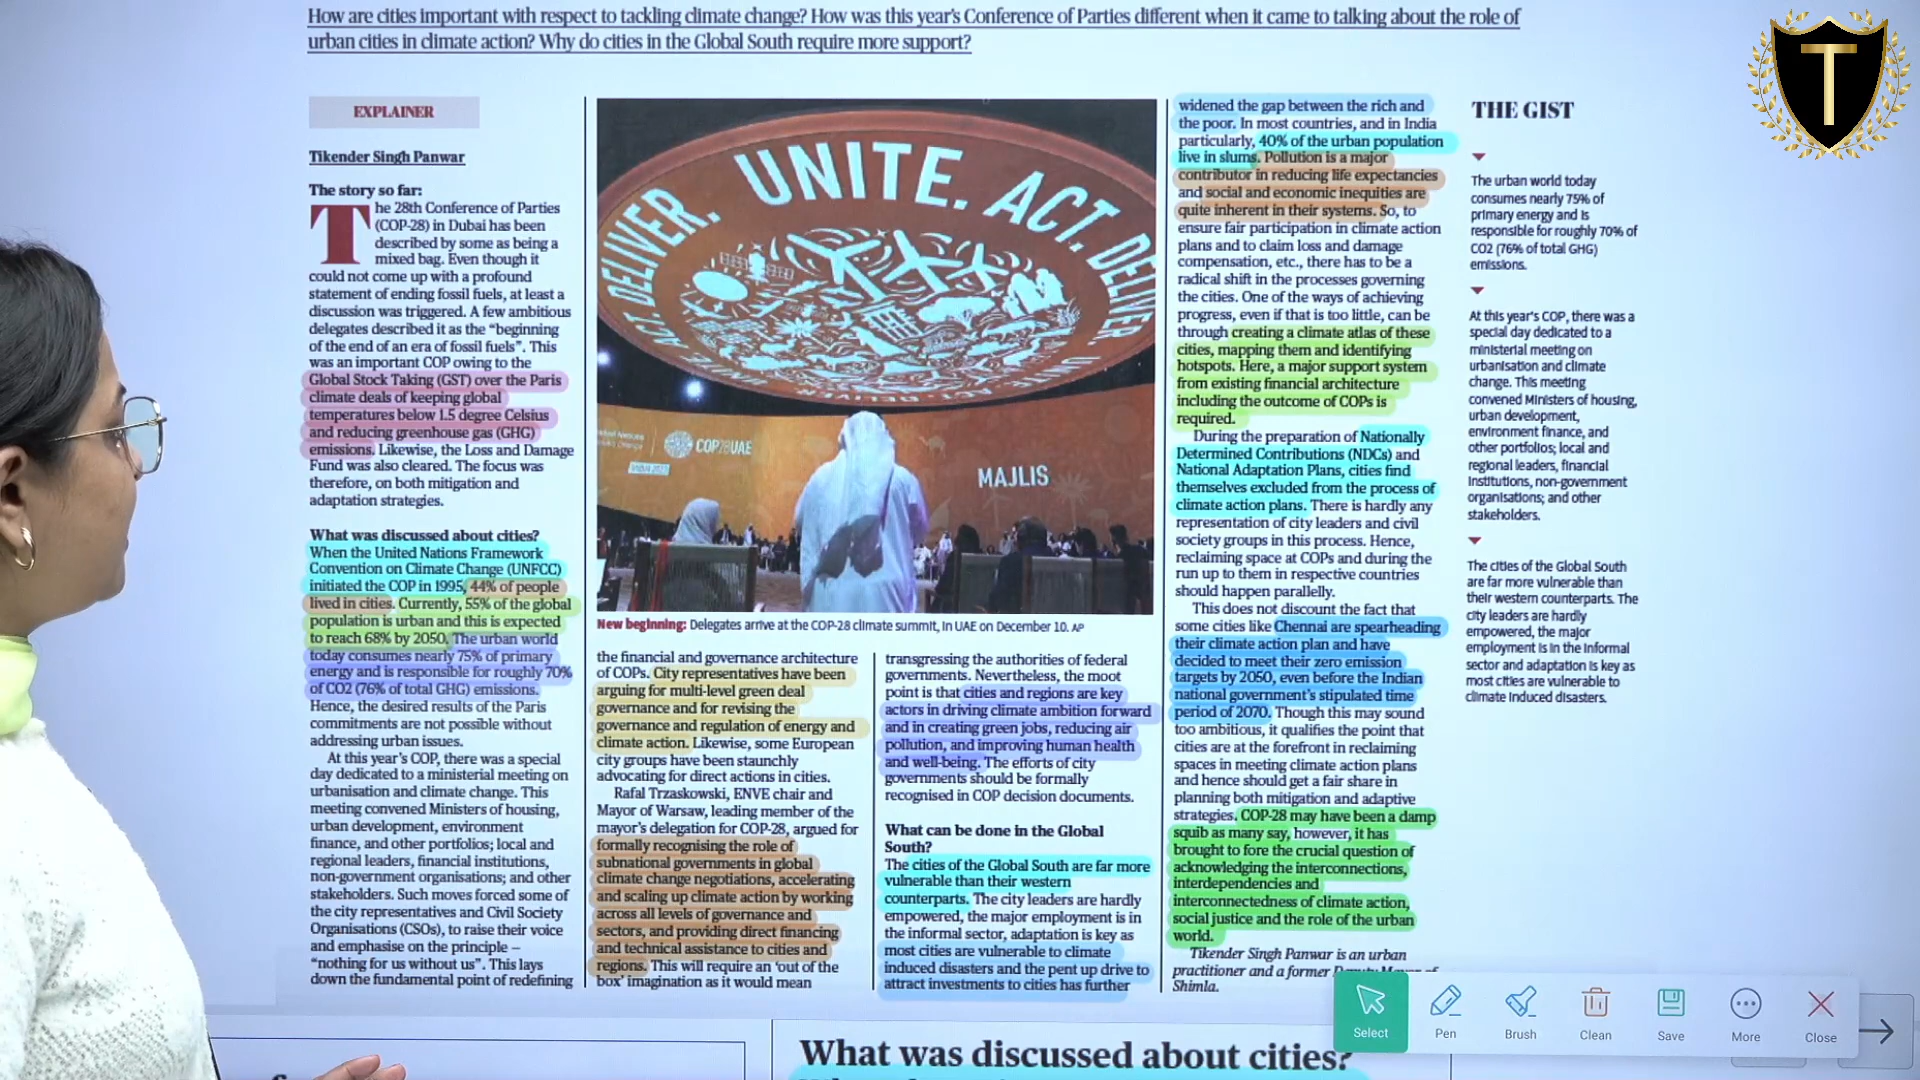 How are cities important with respect to tackling climate change? How was this year's Conference of Parties different when it came to talking about the role of
urban cities in climate action? Why do cities in the Global South require more support?
EXPLAINER
Tikender Singh Panwar
The story so far:
The 28th Conference of Parties
(COP-28) in Dubai has been
described by some as being a
mixed bag. Even though it
could not come up with a profound
statement of ending fossil fuels, at least a
discussion was triggered. A few ambitious
delegates described it as the "beginning
of the end of an era of fossil fuels". This
was an important COP owing to the
Global Stock Taking (GST) over the Paris
climate deals of keeping global
temperatures below 1.5 degree Celsius
and reducing greenhouse gas (GHG)
emissions. Likewise, the Loss and Damage
Fund was also cleared. The focus was
therefore, on both mitigation and
adaptation strategies.
What was discussed about cities?
When the United Nations Framework
Convention on Climate Change (UNFCC)
initiated the COP in 1995, 44% of people
lived in cities. Currently, 55% of the global
population is urban and this is expected
to reach 68% by 2050. The urban world
today consumes nearly 75% of primary
energy and is responsible for roughly 70%
of CO2 (76% of total GHG) emissions.
Hence, the desired results of the Paris
commitments are not possible without
addressing urban issues.
At this year's COP, there was a special
day dedicated to a ministerial meeting on
urbanisation and climate change. This
meeting convened Ministers of housing,
urban development, environment
finance, and other portfolios; local and
regional leaders, financial institutions,
non-government organisations; and other
stakeholders. Such moves forced some of
the city representatives and Civil Society
Organisations (CSOs), to raise their voice
and emphasise on the principle –
"nothing for us without us". This lays
down the fundamental point of redefining
DELIVER. UNITE. ACT. DELIVER
COP28UAE
MAJLIS
New beginning: Delegates arrive at the COP-28 climate summit, in UAE on December 10. AP
the financial and governance architecture
of COPs. City representatives have been
arguing for multi-level green deal
governance and for revising the
governance and regulation of energy and
climate action. Likewise, some European
city groups have been staunchly
advocating for direct actions in cities.
Rafal Trzaskowski, ENVE chair and
Mayor of Warsaw, leading member of the
mayor's delegation for COP-28, argued for
formally recognising the role of
subnational governments in global
climate change negotiations, accelerating
and scaling up climate action by working
across all levels of governance and
sectors, and providing direct financing
and technical assistance to cities and
regions. This will require an 'out of the
box' imagination as it would mean
transgressing the authorities of federal
governments. Nevertheless, the moot
point is that cities and regions are key
actors in driving climate ambition forward
and in creating green jobs, reducing air
pollution, and improving human health
and well-being. The efforts of city
governments should be formally
recognised in COP decision documents.
What can be done in the Global
South?
The cities of the Global South are far more
vulnerable than their western
counterparts. The city leaders are hardly
empowered, the major employment is in
the informal sector, adaptation is key as
most cities are vulnerable to climate
induced disasters and the pent up drive to
attract investments to cities has further
widened the gap between the rich and
the poor. In most countries, and in India
particularly, 40% of the urban population
live in slums. Pollution is a major
contributor in reducing life expectancies
and social and economic inequities are
quite inherent in their systems. So, to
ensure fair participation in climate action
plans and to claim loss and damage
compensation, etc., there has to be a
radical shift in the processes governing
the cities. One of the ways of achieving
progress, even if that is too little, can be
through creating a climate atlas of these
cities, mapping them and identifying
hotspots. Here, a major support system
from existing financial architecture
including the outcome of COPs is
required.
During the preparation of Nationally
Determined Contributions (NDCs) and
National Adaptation Plans, cities find
themselves excluded from the process of
climate action plans. There is hardly any
representation of city leaders and civil
society groups in this process. Hence,
reclaiming space at COPs and during the
run up to them in respective countries
should happen parallelly.
This does not discount the fact that
some cities like Chennai are spearheading
their climate action plan and have
decided to meet their zero emission
targets by 2050, even before the Indian
national government's stipulated time
period of 2070. Though this may sound
too ambitious, it qualifies the point that
cities are at the forefront in reclaiming
spaces in meeting climate action plans
and hence should get a fair share in
planning both mitigation and adaptive
strategies. COP-28 may have been a damp
squib as many say, however, it has
brought to fore the crucial question of
acknowledging the interconnections,
interdependencies and
interconnectedness of climate action,
social justice and the role of the urban
world.
Tikender Singh Panwar is an urban
practitioner and a former Deputy Mayor of
Shimla.
THE GIST
The urban world today
consumes nearly 75% of
primary energy and is
responsible for roughly 70% of
CO2 (76% of total GHG)
emissions.
At this year's COP, there was a
special day dedicated to a
ministerial meeting on
urbanisation and climate
change. This meeting
convened Ministers of housing,
urban development,
environment finance, and
other portfolios; local and
regional leaders, financial
institutions, non-government
organisations; and other
stakeholders.
The cities of the Global South
are far more vulnerable than
their western counterparts. The
city leaders are hardly
empowered, the major
employment is in the informal
sector and adaptation is key as
most cities are vulnerable to
climate induced disasters.
T
Select
Pen
Brush
Clean
Save
More
Close
What was discussed about cities?